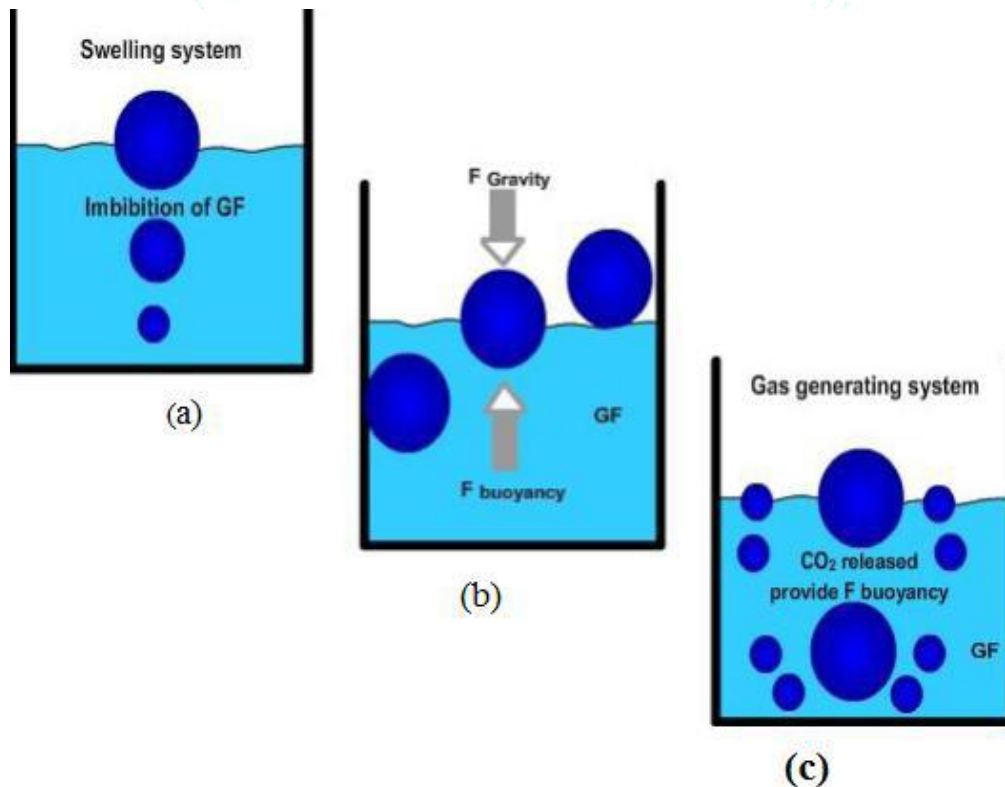 Swelling system
Imbibition of GF
(a)
F Gravity
GF
F buoyancy
(b)
Gas generating system
CO₂ released
provide F buoyancy
GF
(c)